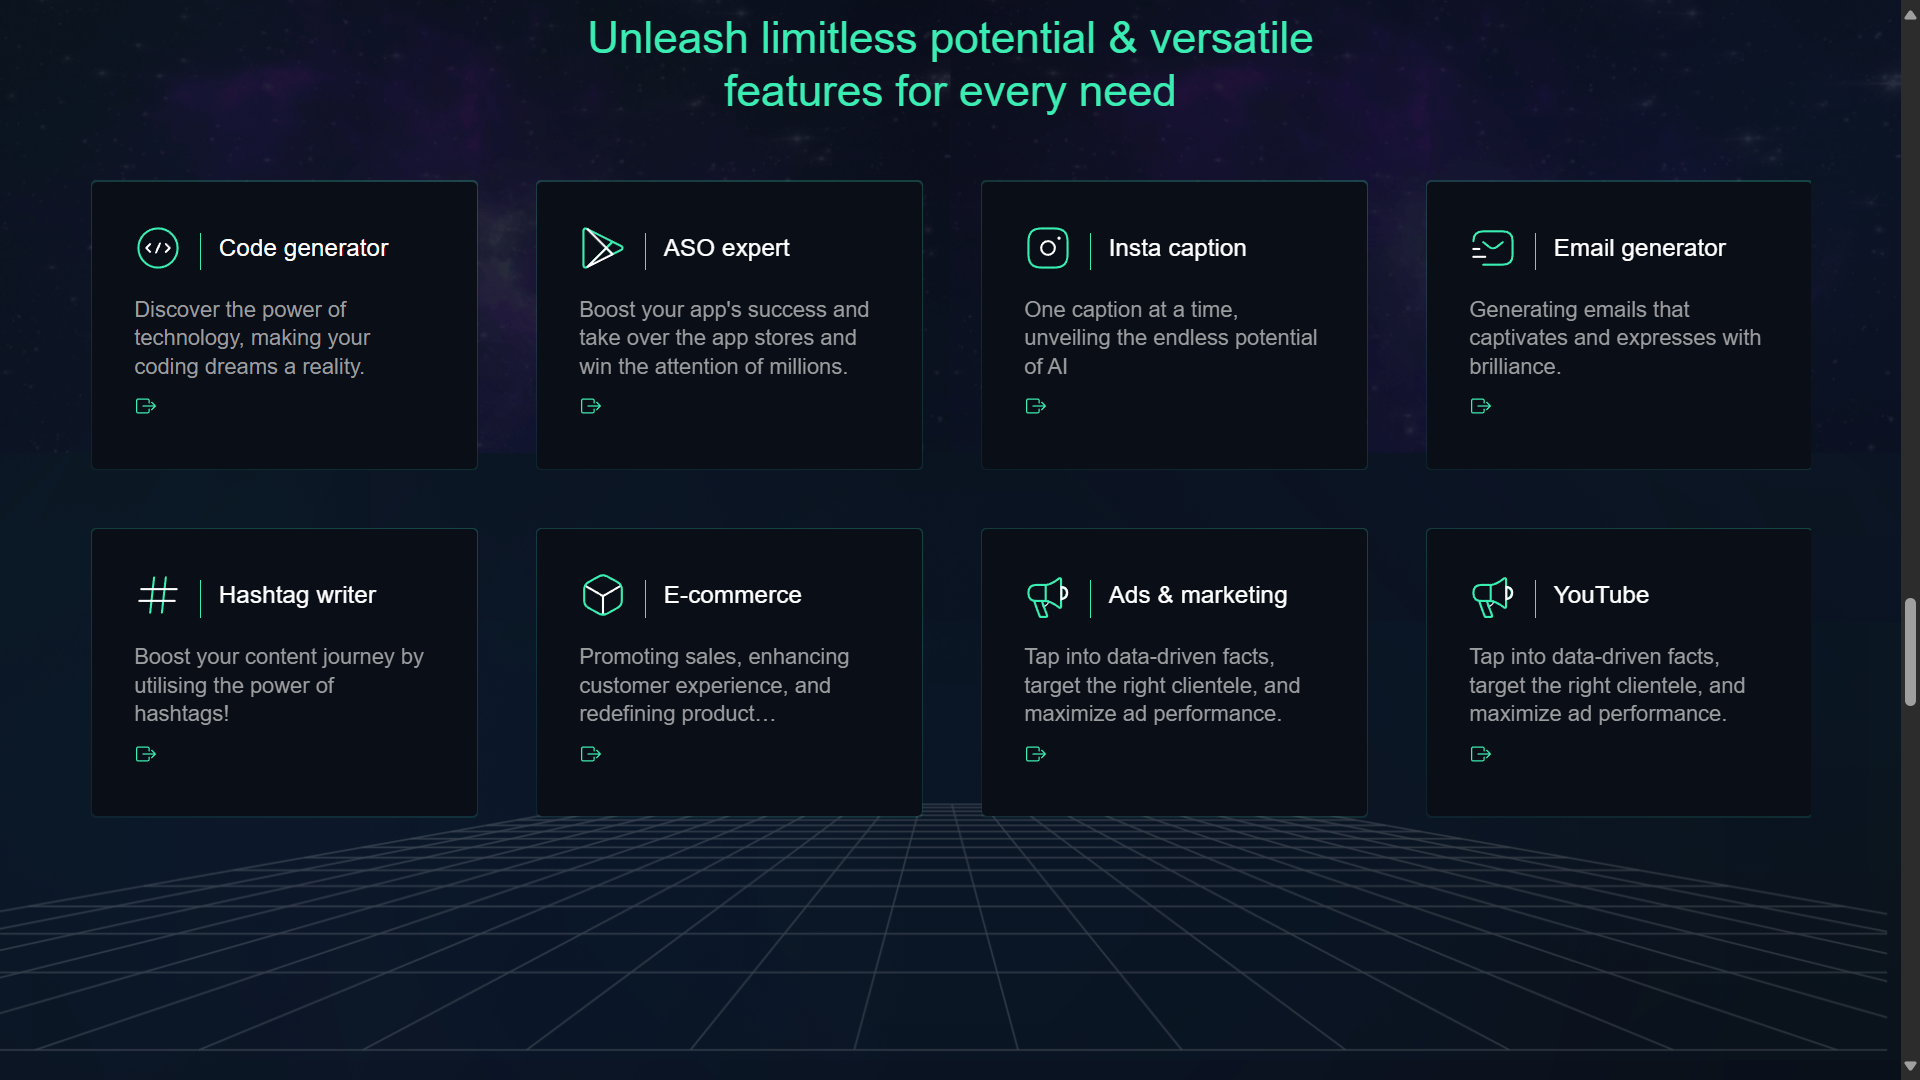 Unleash limitless potential & versatile
features for every need
Code generator
Discover the power of
technology, making your
coding dreams a reality.
ASO expert
Boost your app's success and
take over the app stores and
win the attention of millions.
Insta caption
One caption at a time,
unveiling the endless potential
of AI
Email generator
Generating emails that
captivates and expresses with
brilliance.
Hashtag writer
Boost your content journey by
utilising the power of
hashtags!
E-commerce
Promoting sales, enhancing
customer experience, and
redefining product…
Ads & marketing
Tap into data-driven facts,
target the right clientele, and
maximize ad performance.
YouTube
Tap into data-driven facts,
target the right clientele, and
maximize ad performance.